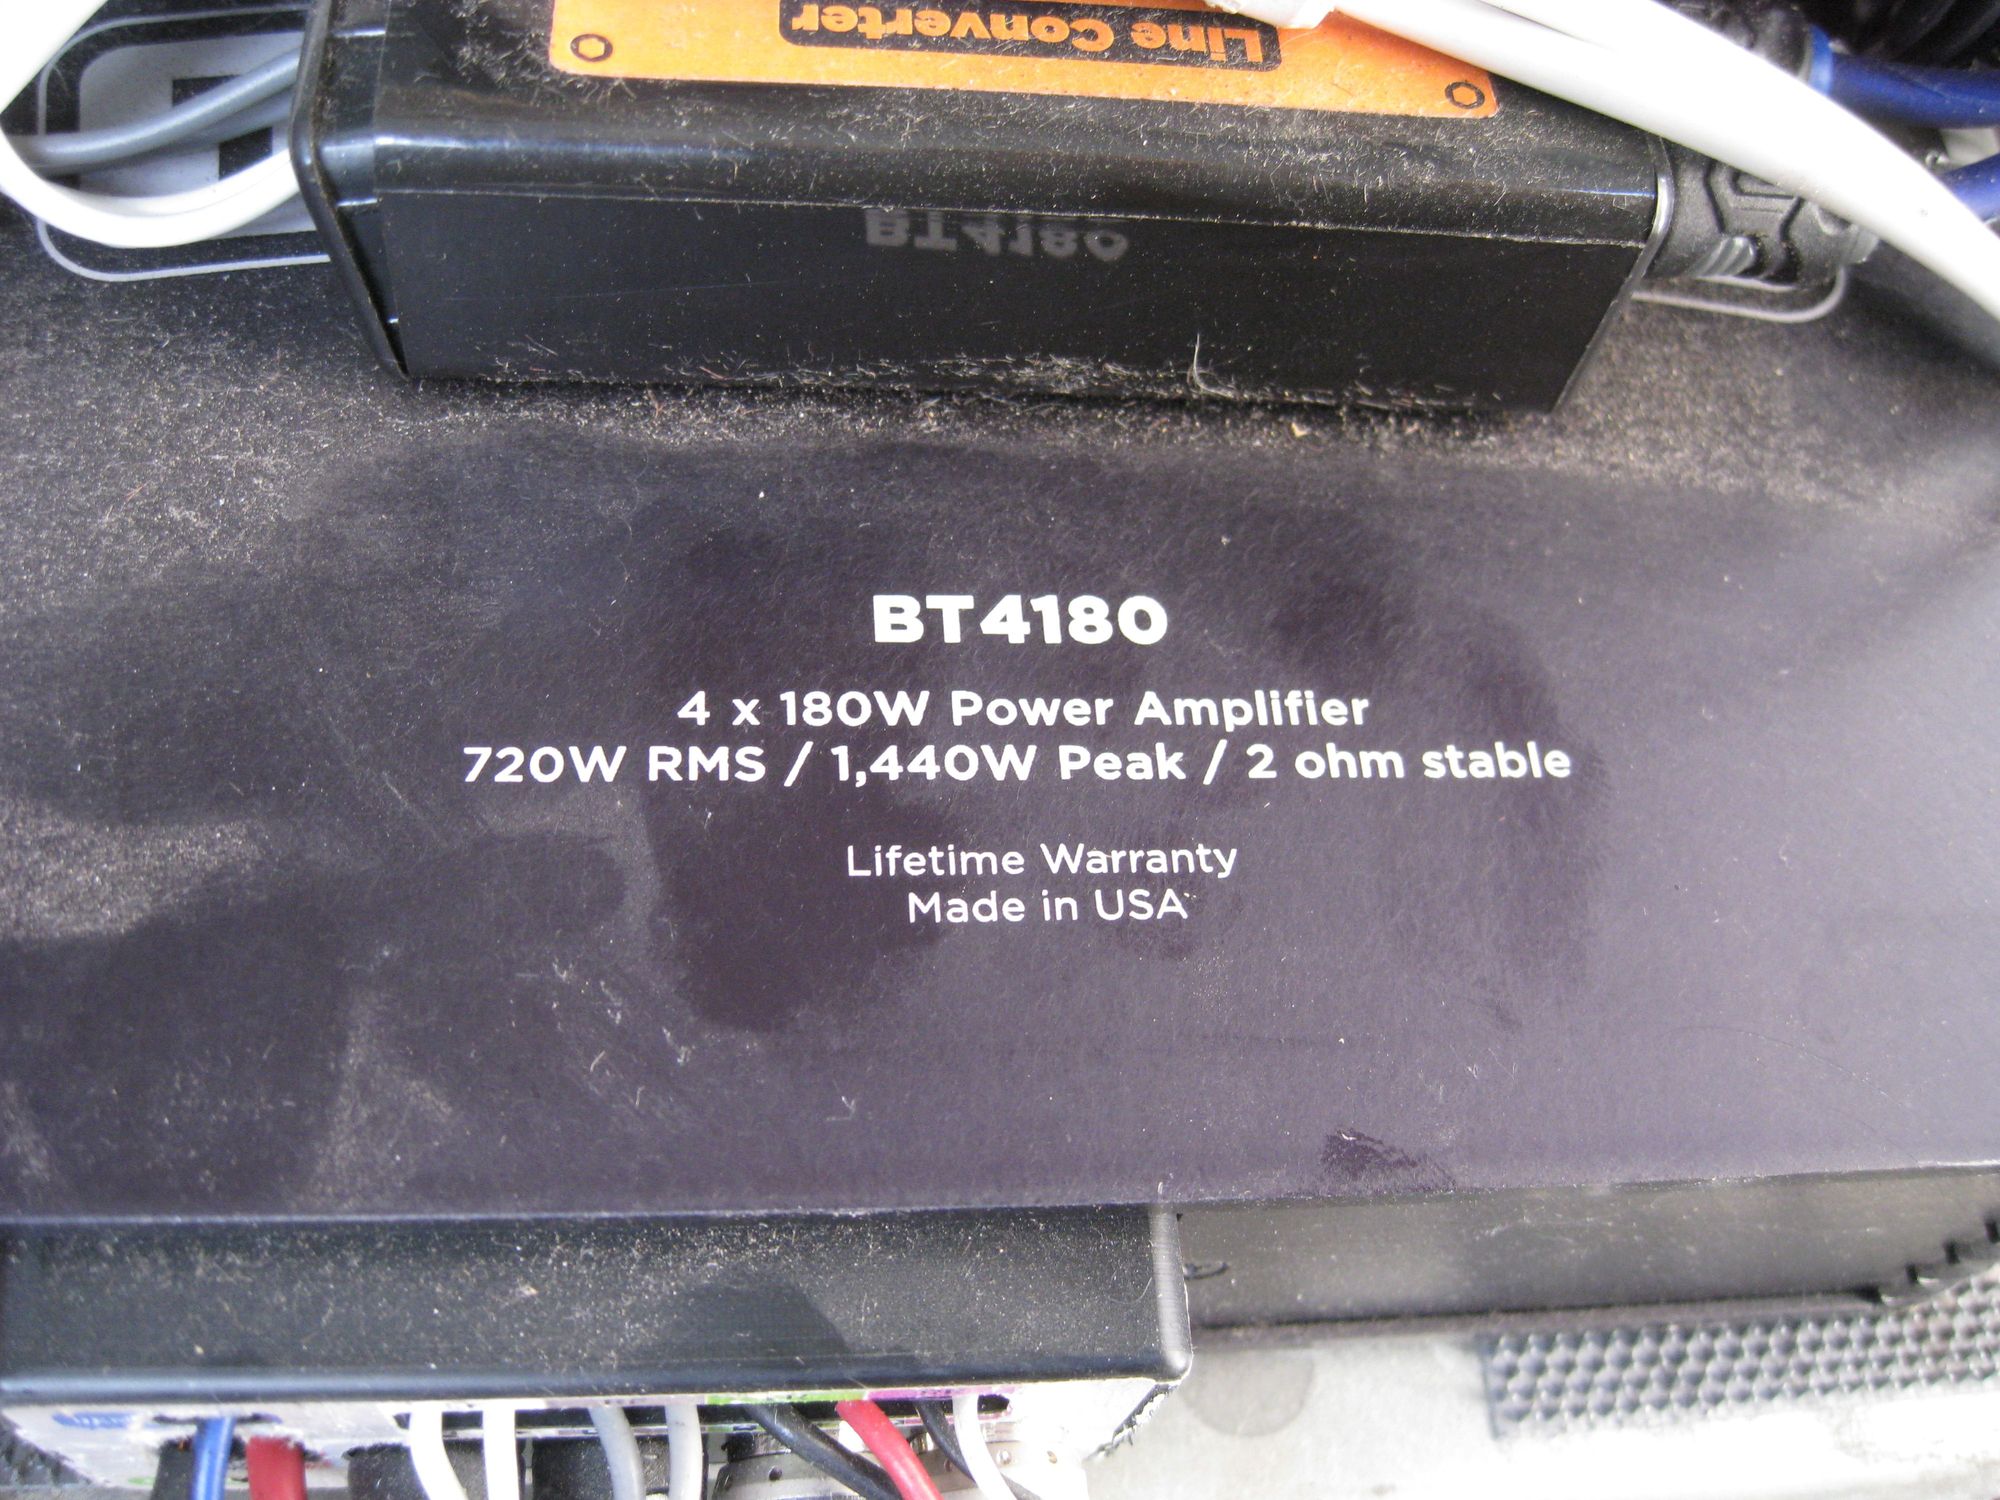 Line Converter
BT4180
BT4180
4 x 180W Power Amplifier
720W RMS / 1,440W Peak / 2 ohm stable
Lifetime Warranty
Made in USA